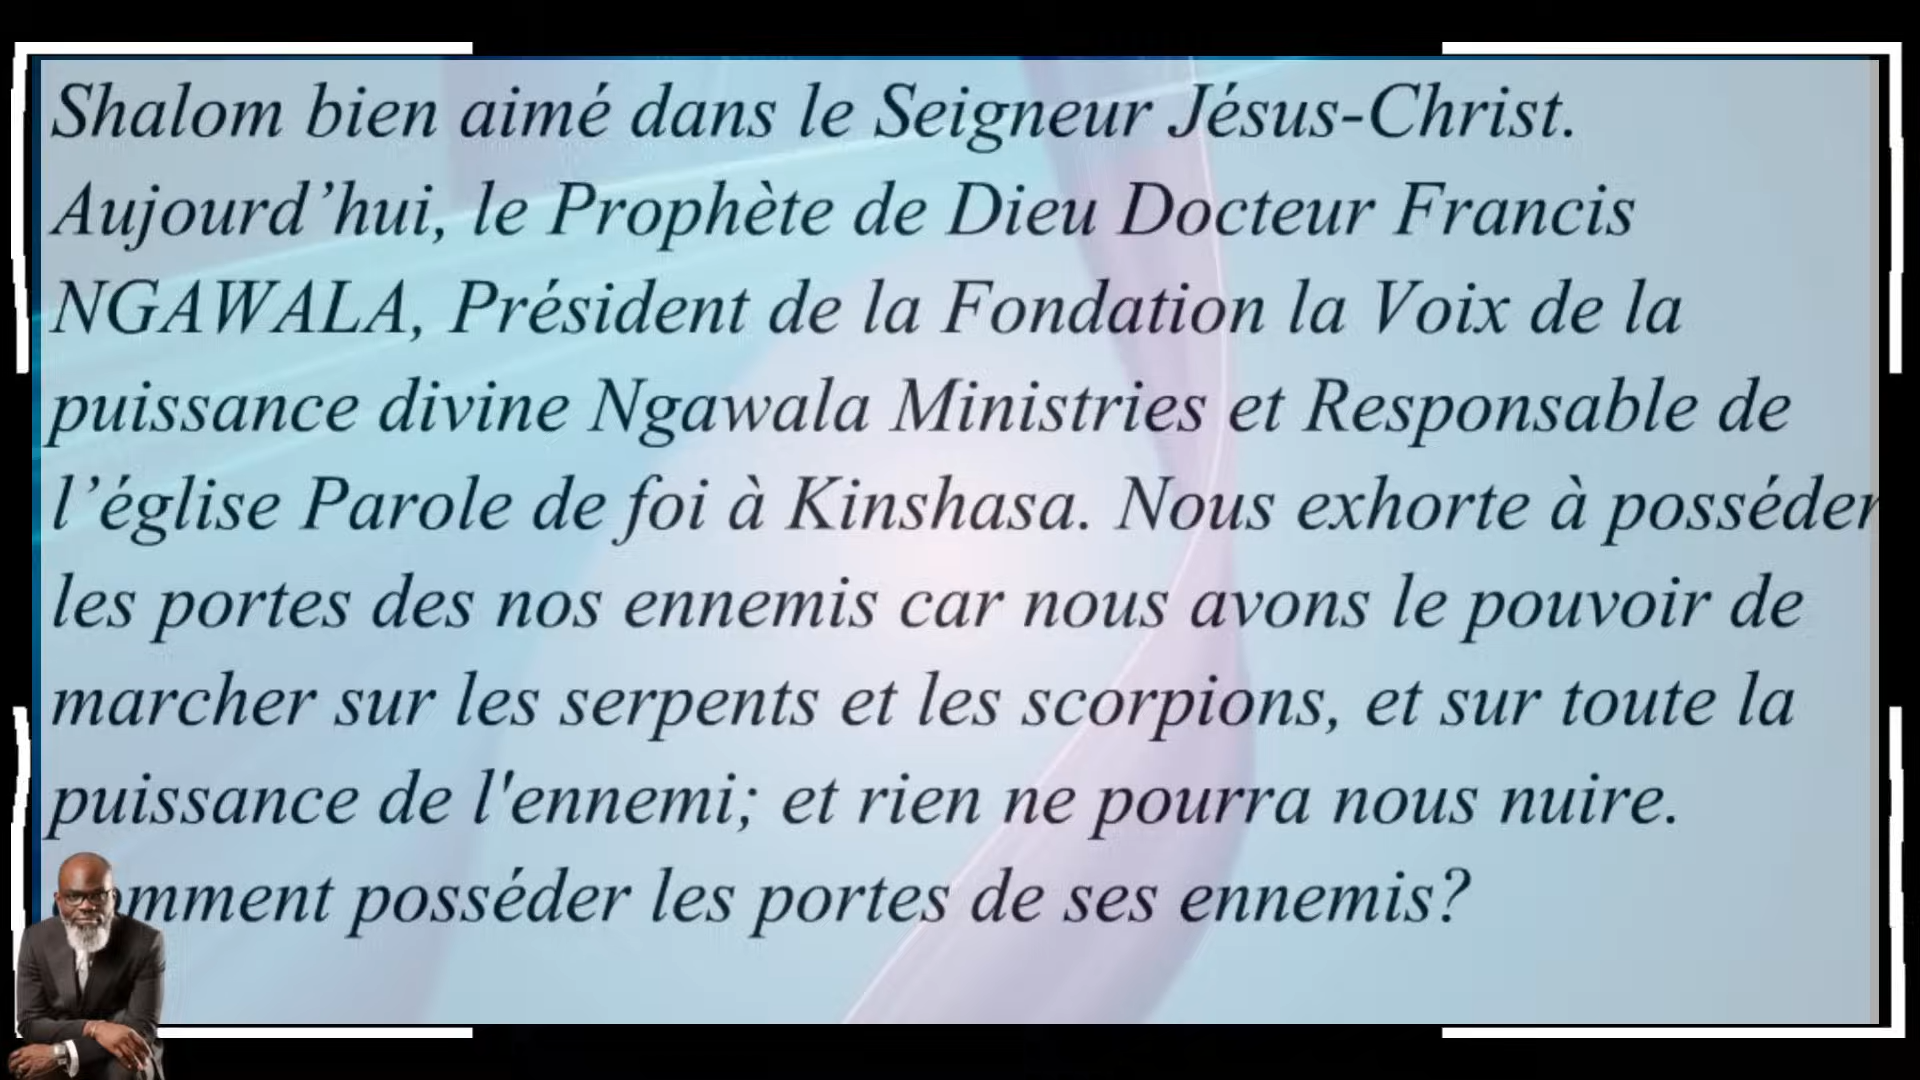 Shalom bien aimé dans le Seigneur Jésus-Christ.
Aujourd’hui, le Prophète de Dieu Docteur Francis
NGAWALA, Président de la Fondation la Voix de la
puissance divine Ngawala Ministries et Responsable de
l’église Parole de foi à Kinshasa. Nous exhorte à posséder
les portes des nos ennemis car nous avons le pouvoir de
marcher sur les serpents et les scorpions, et sur toute la
puissance de l'ennemi; et rien ne pourra nous nuire.
posséder les portes de ses ennemis?